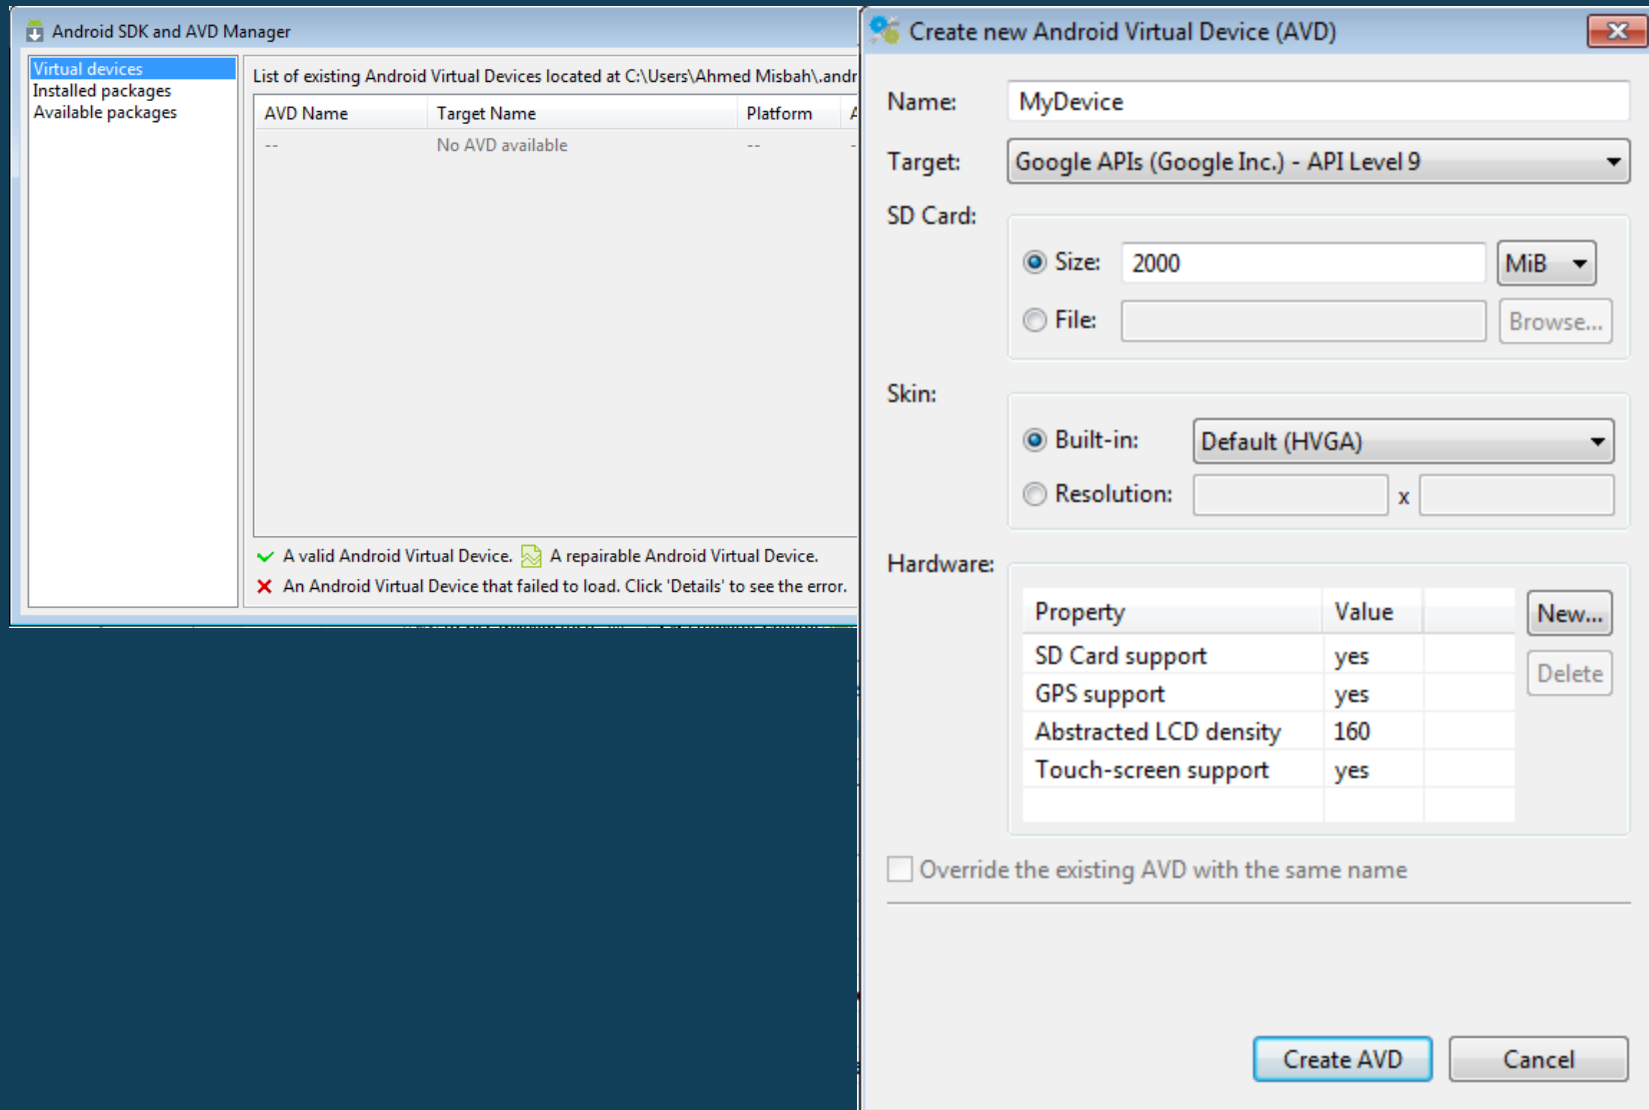 Android SDK and AVD Manager
Virtual devices
Installed packages
Available packages
List of existing Android Virtual Devices located at C:\Users\Ahmed Misbah\.andr
AVD Name Target Name Platform A
-- No AVD available -- -
A valid Android Virtual Device. A repairable Android Virtual Device.
An Android Virtual Device that failed to load. Click 'Details' to see the error.
Create new Android Virtual Device (AVD)
Name: MyDevice
Target: Google APIs (Google Inc.) - API Level 9
SD Card:
Size: 2000 MiB
File: Browse...
Skin:
Built-in: Default (HVGA)
Resolution: x
Hardware:
Property Value New...
SD Card support yes
Delete
GPS support yes
Abstracted LCD density 160
Touch-screen support yes
Override the existing AVD with the same name
Create AVD Cancel